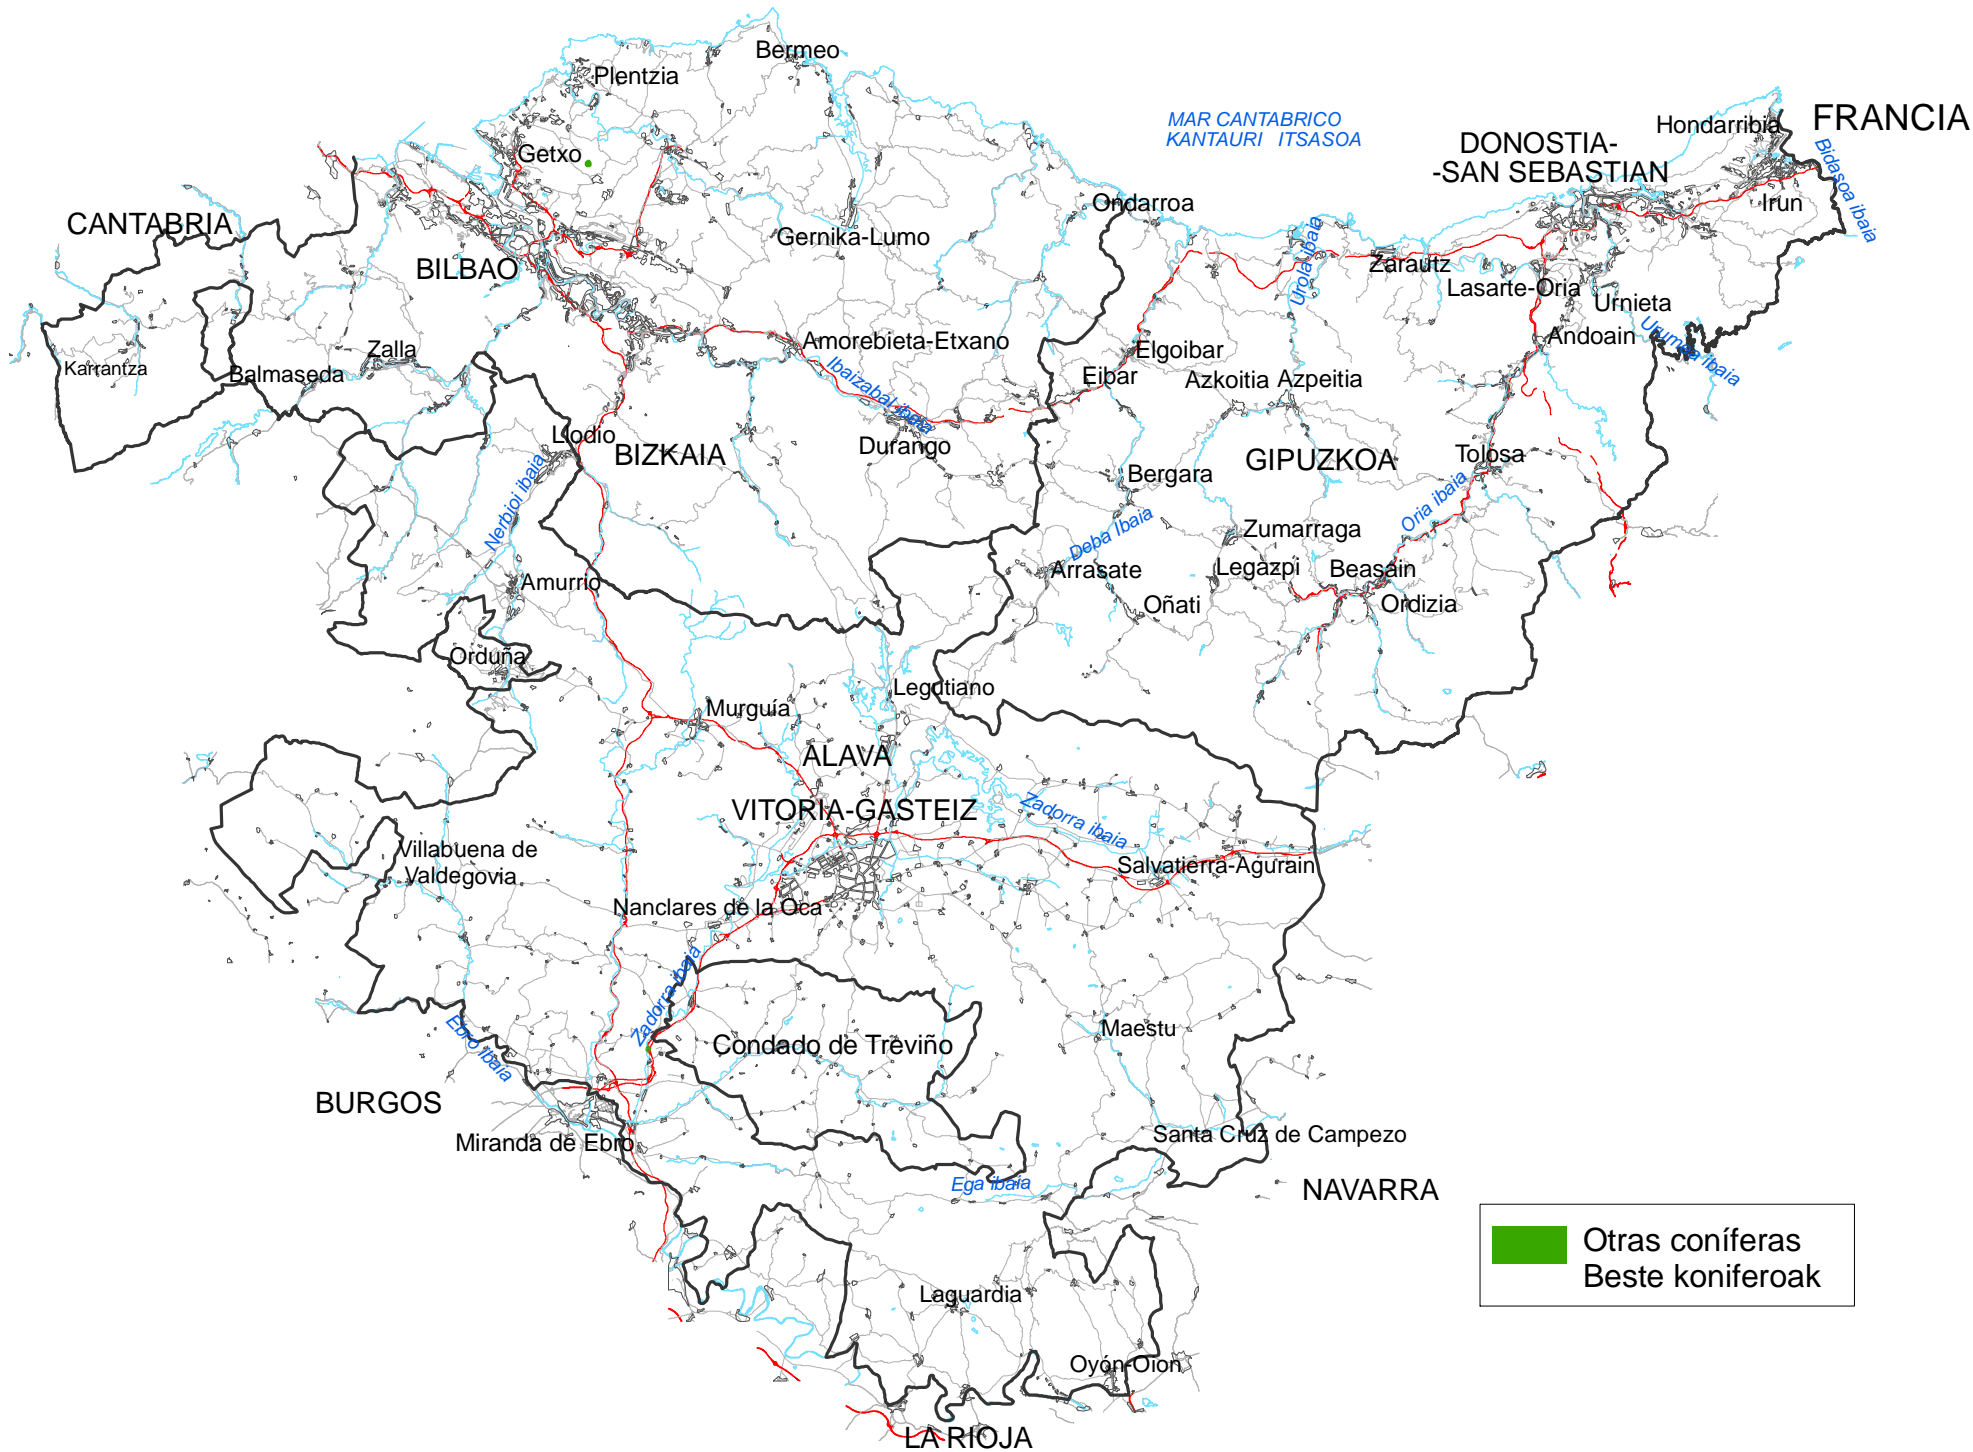 Bermeo
Plentzia
MAR CANTABRICO
KANTAURI ITSASOA
FRANCIA
Hondarribia
Bidasoa ibaia
DONOSTIA-
-SAN SEBASTIAN
Irun
Getxo
CANTABRIA
Ondarroa
Gernika-Lumo
BILBAO
Urola Ibaia
Zarautz
Lasarte-Oria
Urnieta
Andoain
Urumea ibaia
Karrantza
Zalla
Balmaseda
Amorebieta-Etxano
Ibaizabal ibaia
Elgoibar
Eibar
Azkoitia
Azpeitia
Llodio
BIZKAIA
Durango
Bergara
GIPUZKOA
Tolosa
Nerbioi ibaia
Oria ibaia
Deba Ibaia
Zumarraga
Arrasate
Legazpi
Beasain
Amurrio
Oñati
Ordizia
Orduña
Legutiano
Murguía
ALAVA
VITORIA-GASTEIZ
Zadorra ibaia
Villabuena de
Valdegovia
Salvatierra-Agurain
Nanclares de la Oca
Zadorra ibaia
Ebro ibaia
Condado de Treviño
Maestu
BURGOS
Miranda de Ebro
Santa Cruz de Campezo
Ega ibaia
NAVARRA
Otras coníferas
Beste koniferoak
Laguardia
Oyón-Oion
LA RIOJA